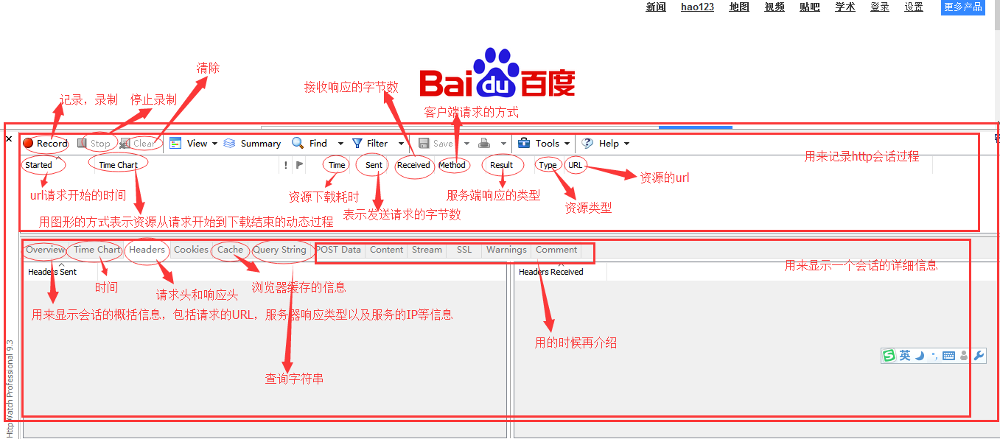 新闻 hao123 地图 视频 贴吧 学术 登录 设置 更多产品
Baidu百度
清除
记录，录制 停止录制
接收响应的字节数
客户端请求的方式
Record Stop Clear View Summary Find Filter Save Tools Help
用来记录http会话过程
Started Time Chart ! Time Sent Received Method Result Type URL
资源的url
url请求开始的时间
资源下载耗时
服务端响应的类型
资源类型
表示发送请求的字节数
用图形的方式表示资源从请求开始到下载结束的动态过程
Overview Time Chart Headers Cookies Cache Query String POST Data Content Stream SSL Warnings Comment
用来显示一个会话的详细信息
Headers Sent
Headers Received
时间
请求头和响应头
浏览器缓存的信息
用来显示会话的概括信息，包括请求的URL，服务器响应类型以及服务的IP等信息
用的时候再介绍
查询字符串
英
HttpWatch Professional 9.3